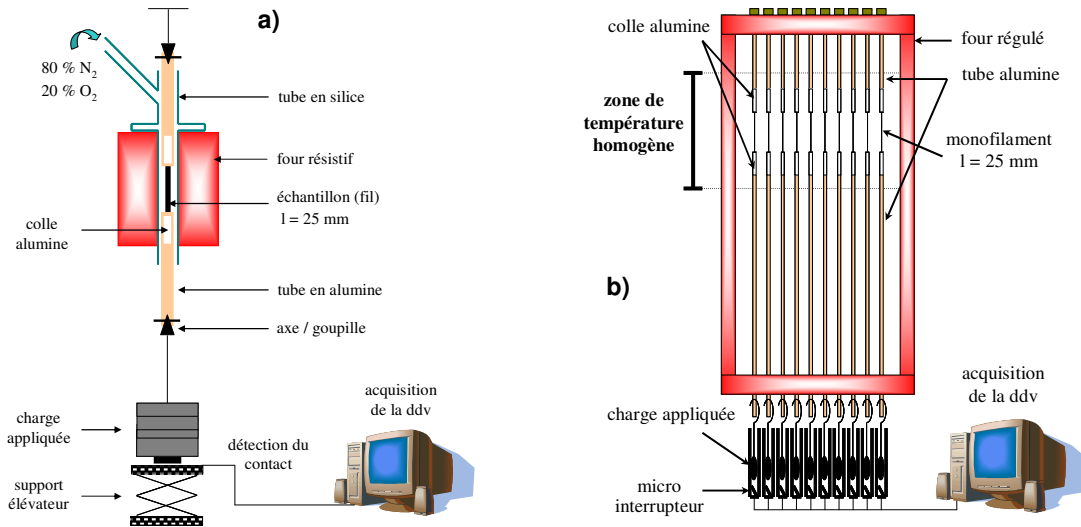 a)
80 % N2
20 % O2
tube en silice
four résistif
échantillon (fil)
l = 25 mm
colle
alumine
tube en alumine
axe / goupille
charge
appliquée
détection du
contact
acquisition
de la ddv
support
élévateur
b)
colle alumine
four régulé
tube alumine
zone de
température
homogène
monofilament
l = 25 mm
charge appliquée
micro
interrupteur
acquisition
de la ddv